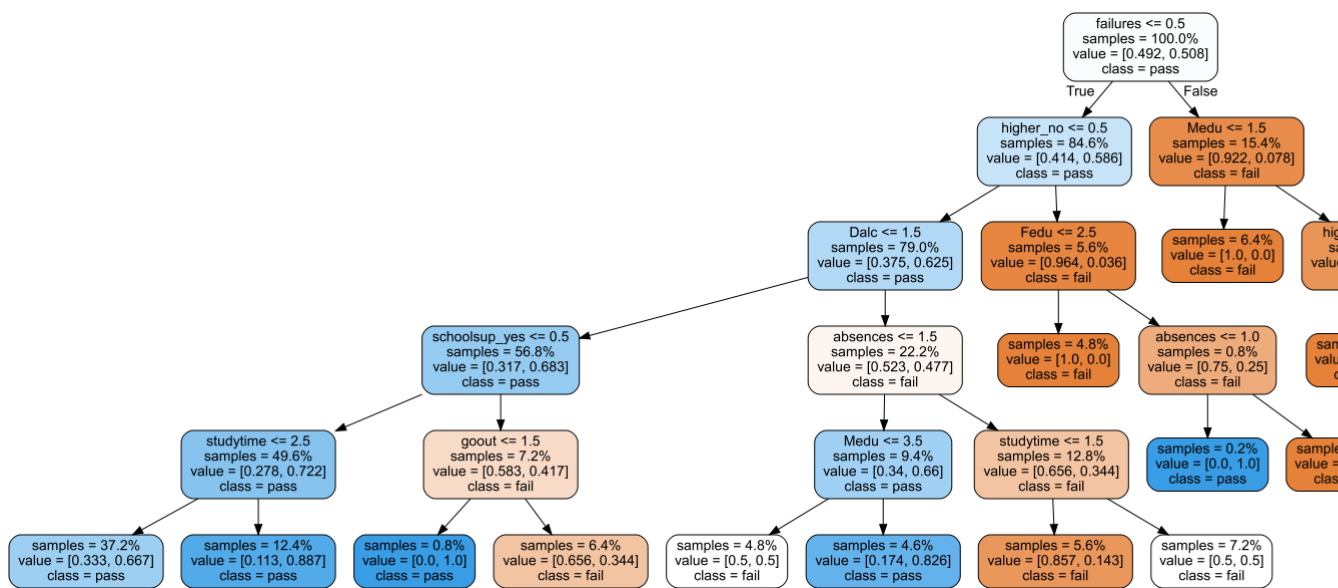 failures <= 0.5
samples = 100.0%
value = [0.492, 0.508]
class = pass
True
False
higher_no <= 0.5
samples = 84.6%
value = [0.414, 0.586]
class = pass
Medu <= 1.5
samples = 15.4%
value = [0.922, 0.078]
class = fail
Dalc <= 1.5
samples = 79.0%
value = [0.375, 0.625]
class = pass
Fedu <= 2.5
samples = 5.6%
value = [0.964, 0.036]
class = fail
samples = 6.4%
value = [1.0, 0.0]
class = fail
schoolsup_yes <= 0.5
samples = 56.8%
value = [0.317, 0.683]
class = pass
absences <= 1.5
samples = 22.2%
value = [0.523, 0.477]
class = fail
samples = 4.8%
value = [1.0, 0.0]
class = fail
absences <= 1.0
samples = 0.8%
value = [0.75, 0.25]
class = fail
studytime <= 2.5
samples = 49.6%
value = [0.278, 0.722]
class = pass
goout <= 1.5
samples = 7.2%
value = [0.583, 0.417]
class = fail
Medu <= 3.5
samples = 9.4%
value = [0.34, 0.66]
class = pass
studytime <= 1.5
samples = 12.8%
value = [0.656, 0.344]
class = fail
samples = 0.2%
value = [0.0, 1.0]
class = pass
samples
value =
samples = 37.2%
value = [0.333, 0.667]
class = pass
samples = 12.4%
value = [0.113, 0.887]
class = pass
samples = 0.8%
value = [0.0, 1.0]
class = pass
samples = 6.4%
value = [0.656, 0.344]
class = fail
samples = 4.8%
value = [0.5, 0.5]
class = fail
samples = 4.6%
value = [0.174, 0.826]
class = pass
samples = 5.6%
value = [0.857, 0.143]
class = fail
samples = 7.2%
value = [0.5, 0.5]
class = fail